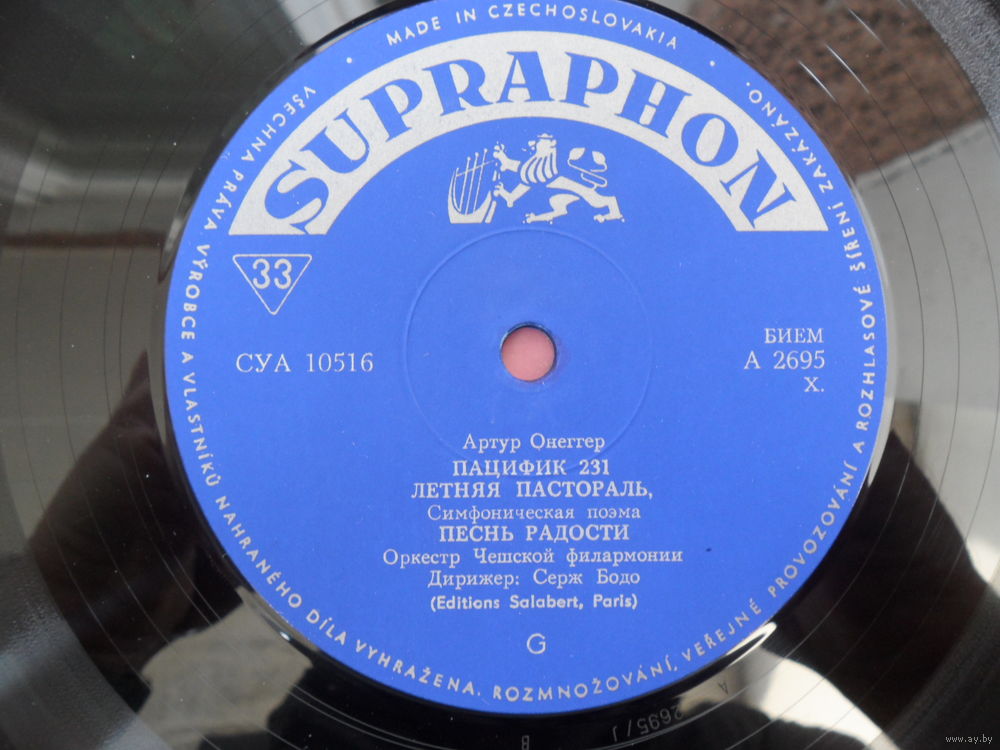 MADE IN CZECHOSLOVAKIA
SUPRAPHON
33
СУА 10516
БИЕМ
А 2695
Х.
Артур Онеггер
ПАЦИФИК 231
ЛЕТНЯЯ ПАСТОРАЛЬ,
Симфоническая поэма
ПЕСНЬ РАДОСТИ
Оркестр Чешской филармонии
Дирижер: Серж Бодо
(Editions Salabert, Paris)
G
VŠECHNA PRÁVA VÝROBCE A VLASTNÍKŮ NAHRANÉHO DÍLA VYHRAŽENA. ROZMNOŽOVÁNÍ, VEŘEJNÉ PROVOZOVÁNÍ A ROZHLASOVÉ ŠÍŘENÍ ZAKÁZÁNO.
A 2695/J
www.ay.by